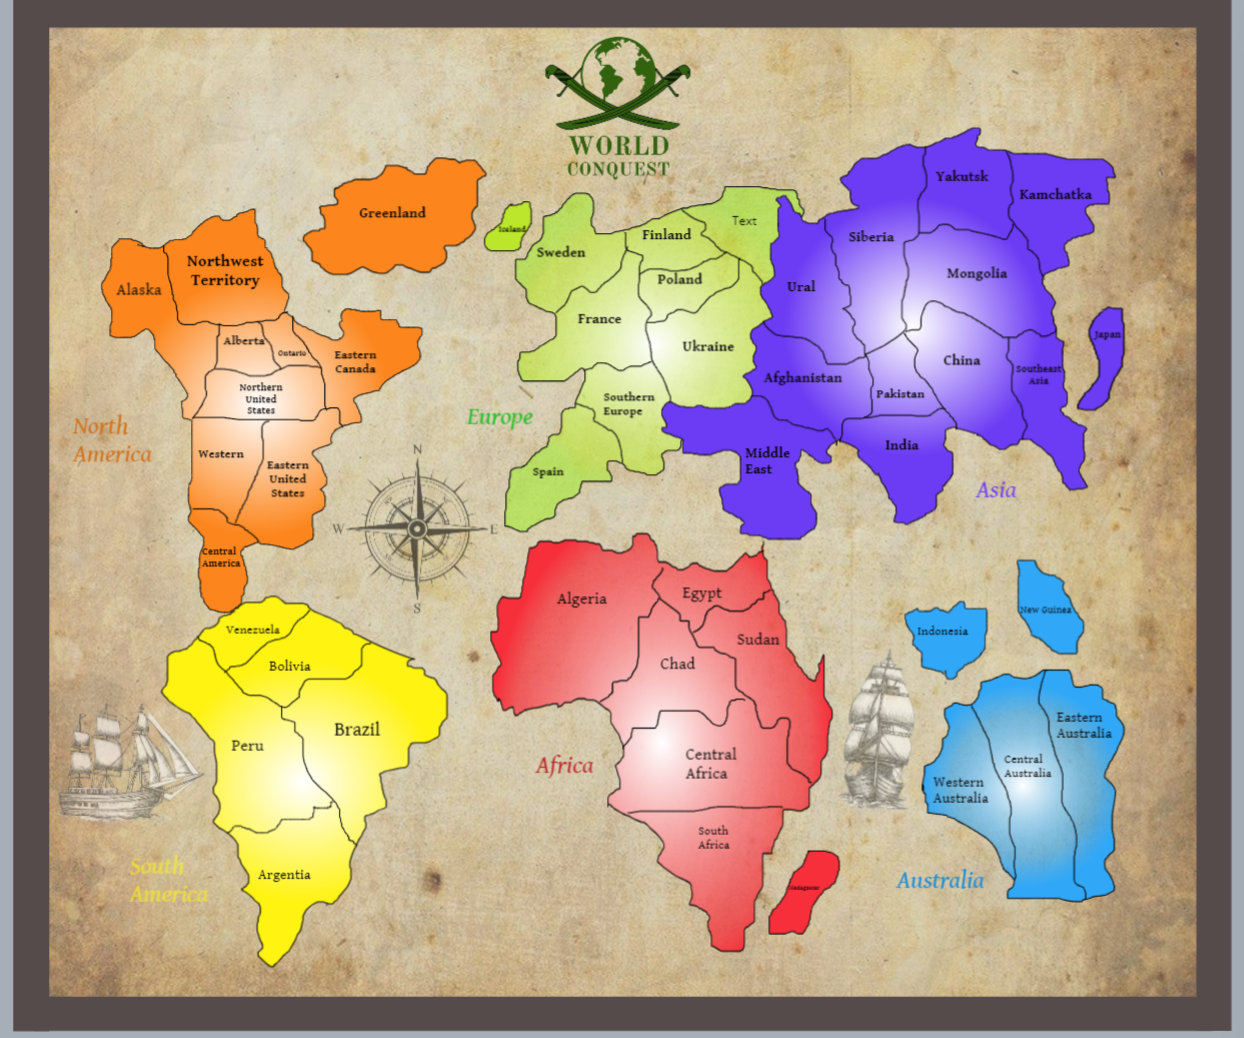 WORLD
CONQUEST
Greenland
Northwest
Territory
Alaska
Alberta
Ontario
Eastern
Canada
Northern
United
States
Western
Eastern
United
States
Central
America
North
America
Iceland
Sweden
Finland
Text
Poland
France
Ukraine
Southern
Europe
Spain
Europe
Yakutsk
Kamchatka
Siberia
Ural
Mongolia
Japan
China
Southeast
Asia
Afghanistan
Pakistan
India
Middle
East
Asia
N
W
E
S
Venezuela
Bolivia
Peru
Brazil
Argentia
South
America
Algeria
Egypt
Sudan
Chad
Central
Africa
South
Africa
Madagascar
Africa
Indonesia
New Guinea
Eastern
Australia
Central
Australia
Western
Australia
Australia